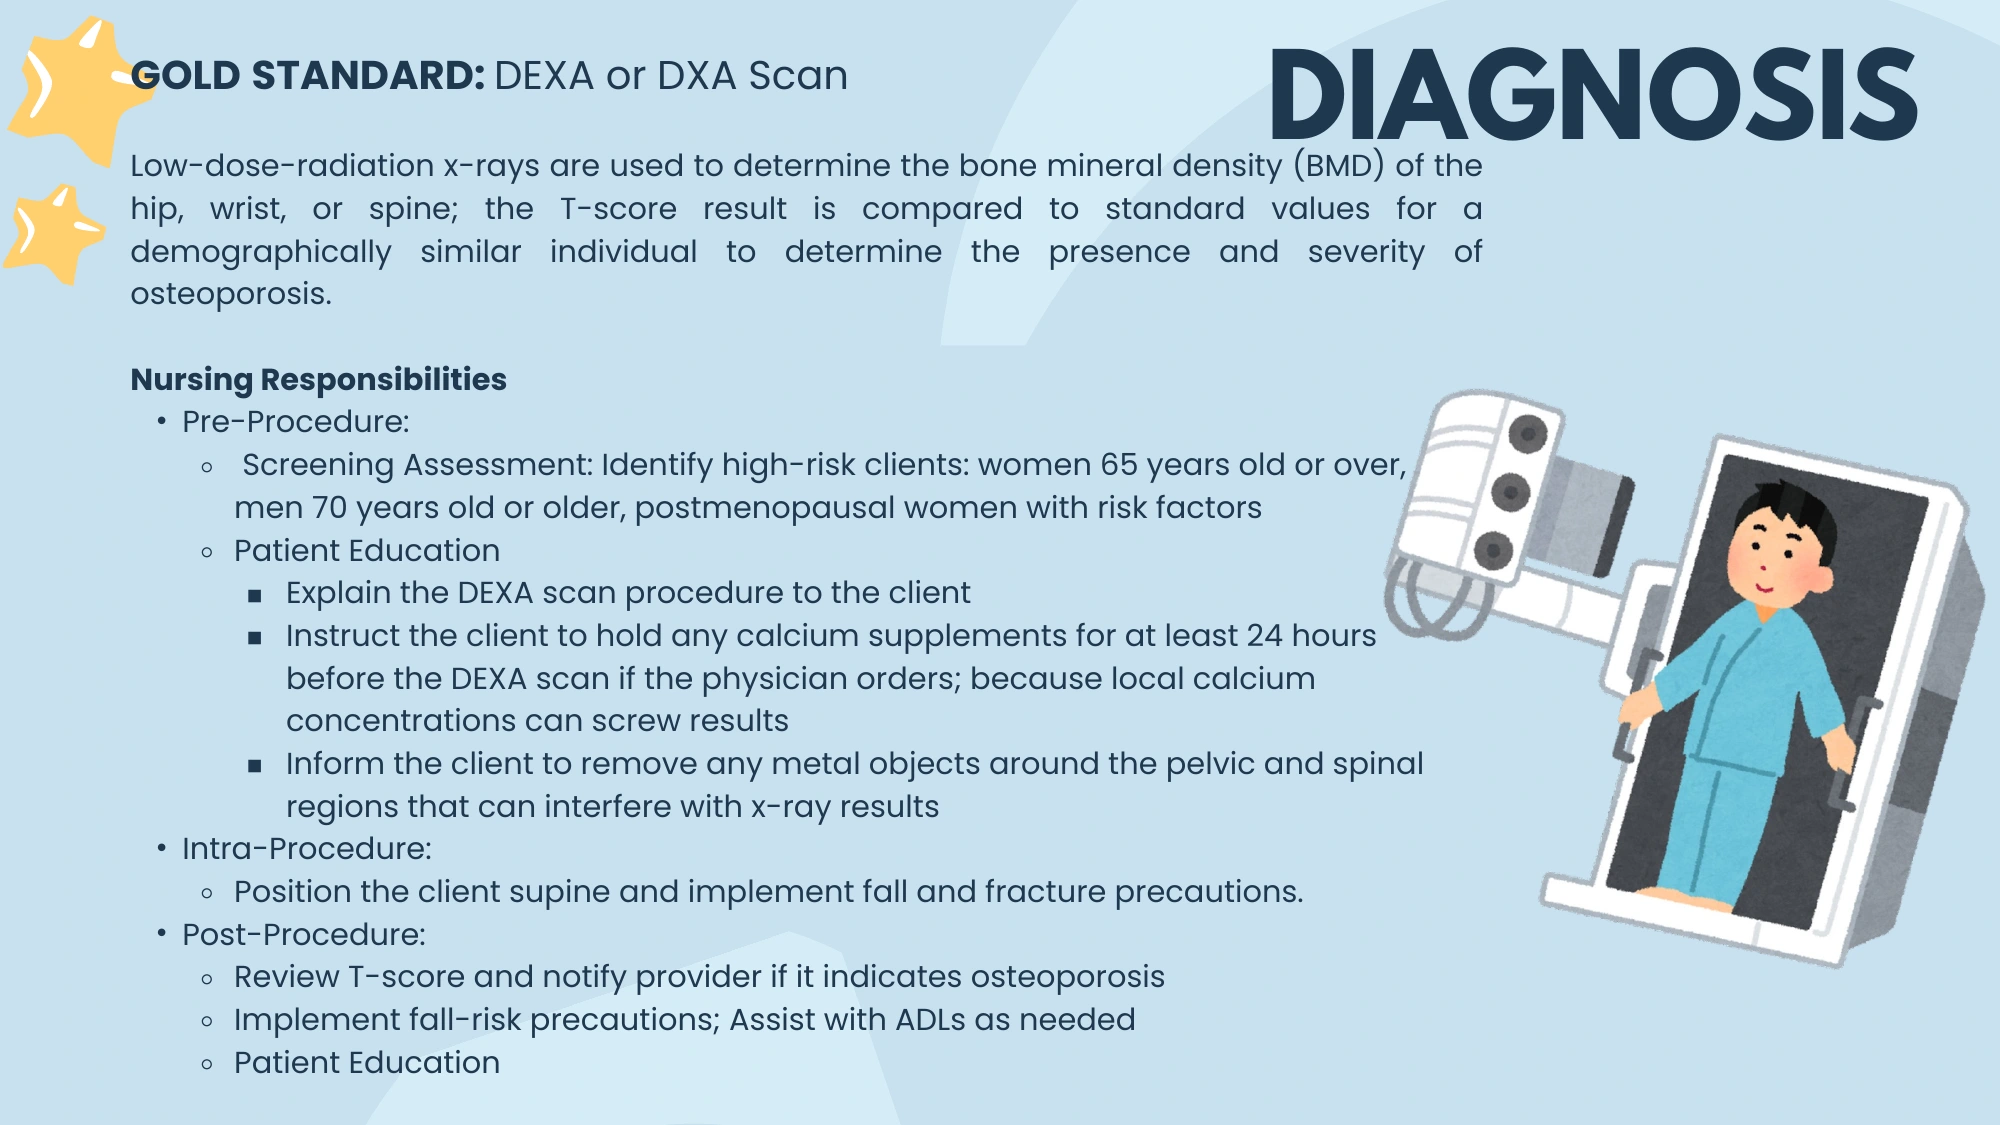 GOLD STANDARD: DEXA or DXA Scan
DIAGNOSIS
Low-dose-radiation x-rays are used to determine the bone mineral density (BMD) of the
hip, wrist, or spine; the T-score result is compared to standard values for a
demographically similar individual to determine the presence and severity of
osteoporosis.
Nursing Responsibilities
• Pre-Procedure:
◦ Screening Assessment: Identify high-risk clients: women 65 years old or over,
men 70 years old or older, postmenopausal women with risk factors
◦ Patient Education
▪ Explain the DEXA scan procedure to the client
▪ Instruct the client to hold any calcium supplements for at least 24 hours
before the DEXA scan if the physician orders; because local calcium
concentrations can screw results
▪ Inform the client to remove any metal objects around the pelvic and spinal
regions that can interfere with x-ray results
• Intra-Procedure:
◦ Position the client supine and implement fall and fracture precautions.
• Post-Procedure:
◦ Review T-score and notify provider if it indicates osteoporosis
◦ Implement fall-risk precautions; Assist with ADLs as needed
◦ Patient Education